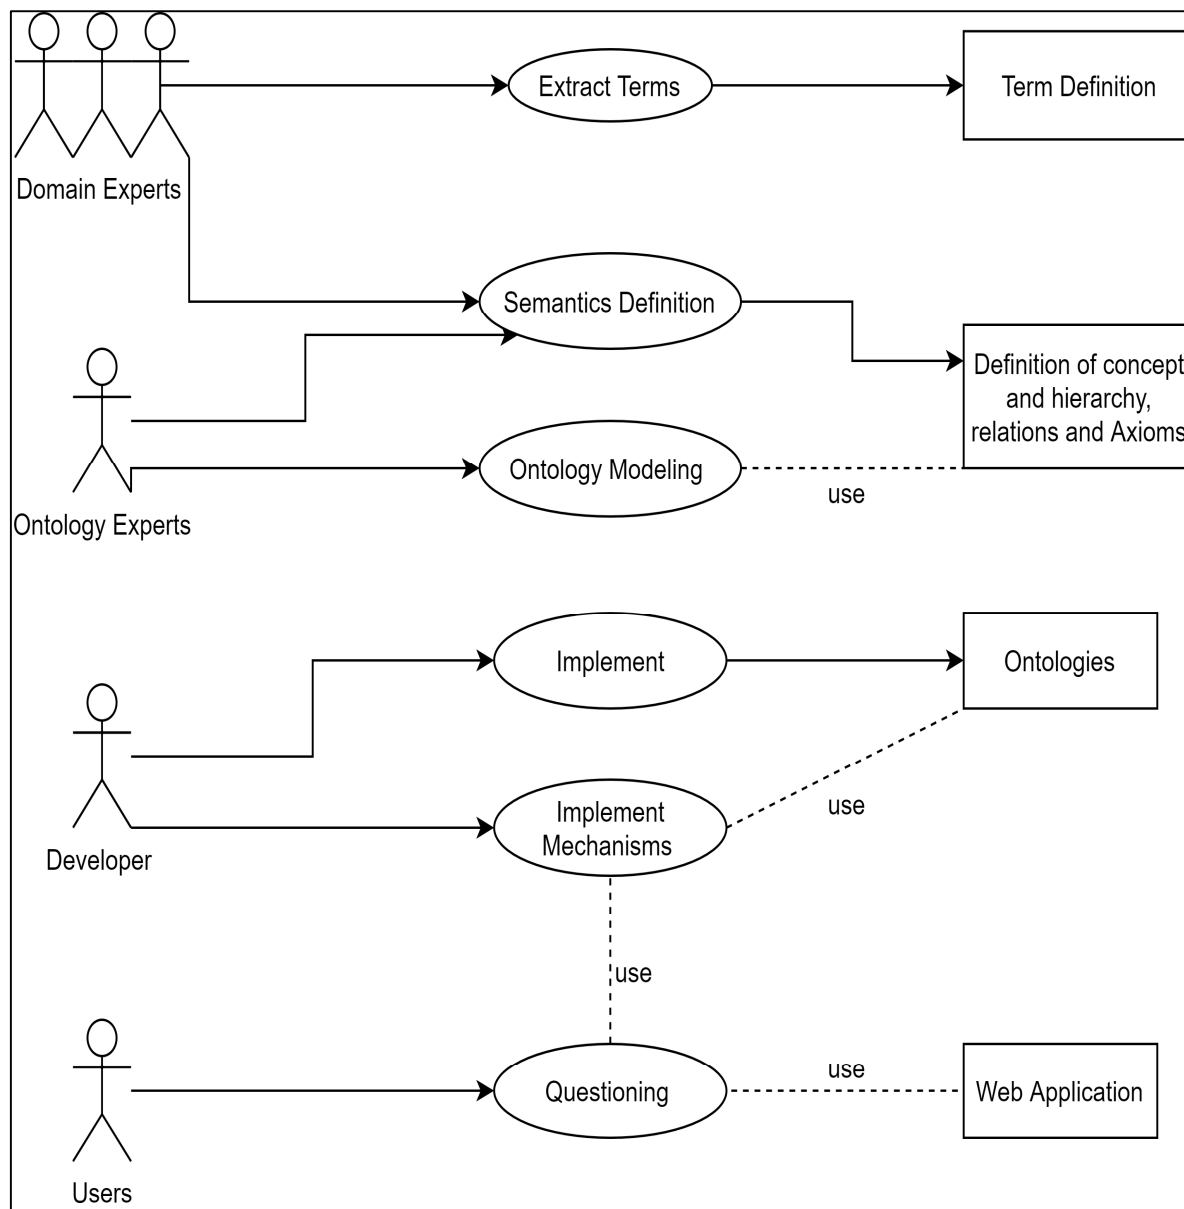 Extract Terms
Term Definition
Domain Experts
Semantics Definition
Definition of concept
and hierarchy,
relations and Axioms
Ontology Modeling
use
Ontology Experts
Implement
Ontologies
Implement
Mechanisms
use
Developer
use
Questioning
use
Web Application
Users